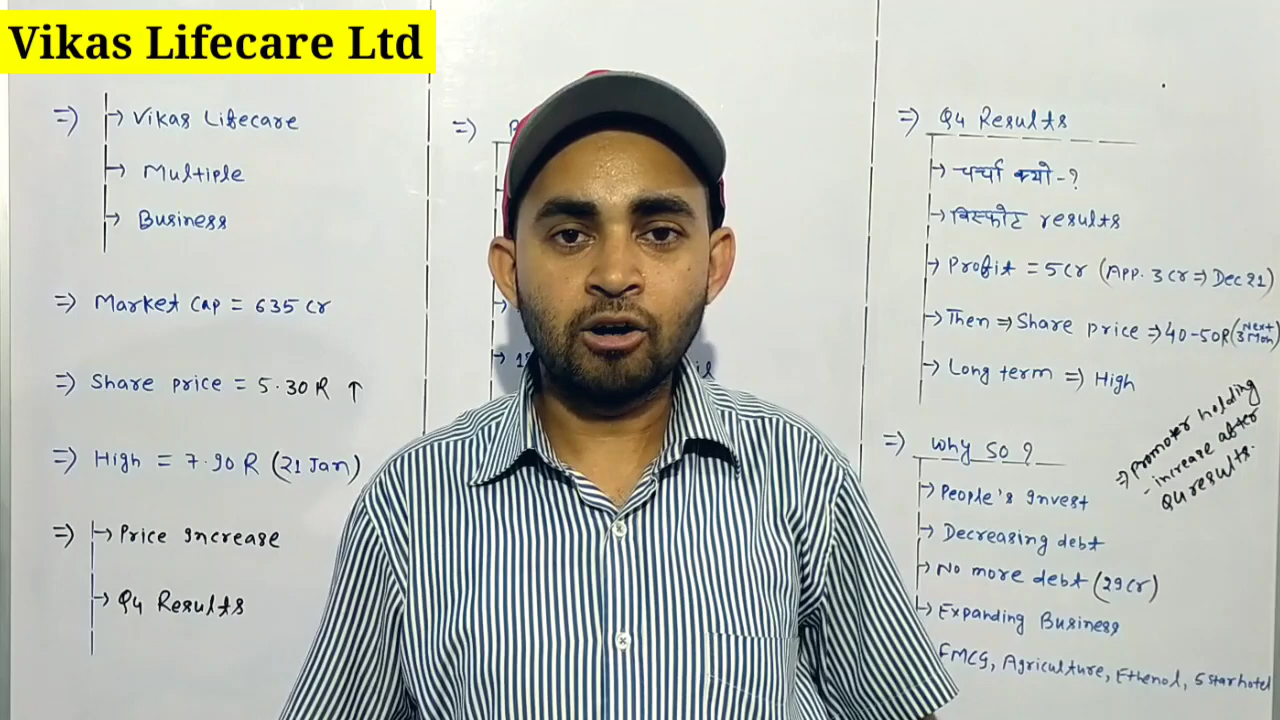 Vikas Lifecare Ltd
=> → Vikas Lifecare
→ Multiple
→ Business
=> Market Cap = 635 Cr
=> Share price = 5.30 R ↑
=> High = 7.90 R (21 Jan)
=> → Price Increase
→ Q4 Results
=>
=> Q4 Results
→ चर्चा क्यो - ?
→ विस्फोट results
→ Profit = 5 Cr (App. 3 Cr => Dec 21)
→ Then => Share price => 40-50R (Next 3 Mon)
→ Long term => High
=> Promoter holding
- increase after
Q4 results.
=> Why So ?
→ People's Invest
→ Decreasing debt
→ No more debt (29 Cr)
→ Expanding Business
FMCG, Agriculture, Ethenol, 5 Star hotel